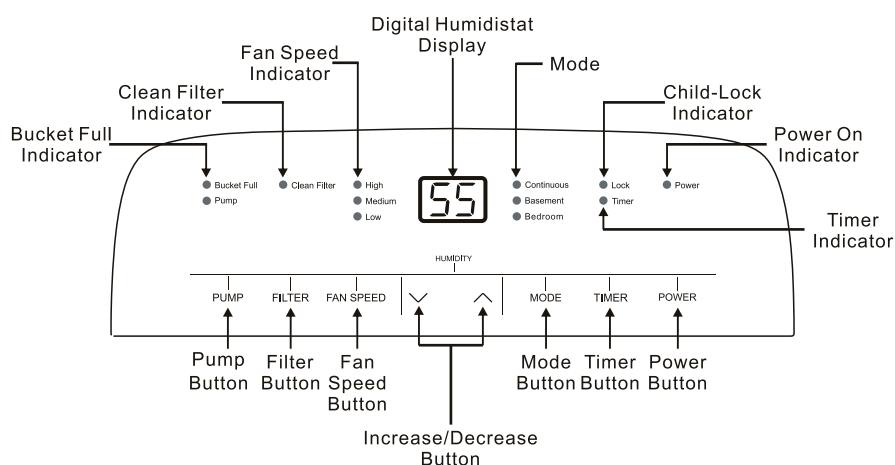 Digital Humidistat
Display
Fan Speed
Indicator
Mode
Clean Filter
Indicator
Child-Lock
Indicator
Bucket Full
Indicator
Power On
Indicator
Bucket Full
Clean Filter
High
Continuous
Lock
Power
Pump
Medium
Basement
Timer
Low
Bedroom
55
Timer
Indicator
HUMIDITY
PUMP
FILTER
FAN SPEED
MODE
TIMER
POWER
Pump
Button
Filter
Button
Fan
Speed
Button
Mode
Button
Timer
Button
Power
Button
Increase/Decrease
Button